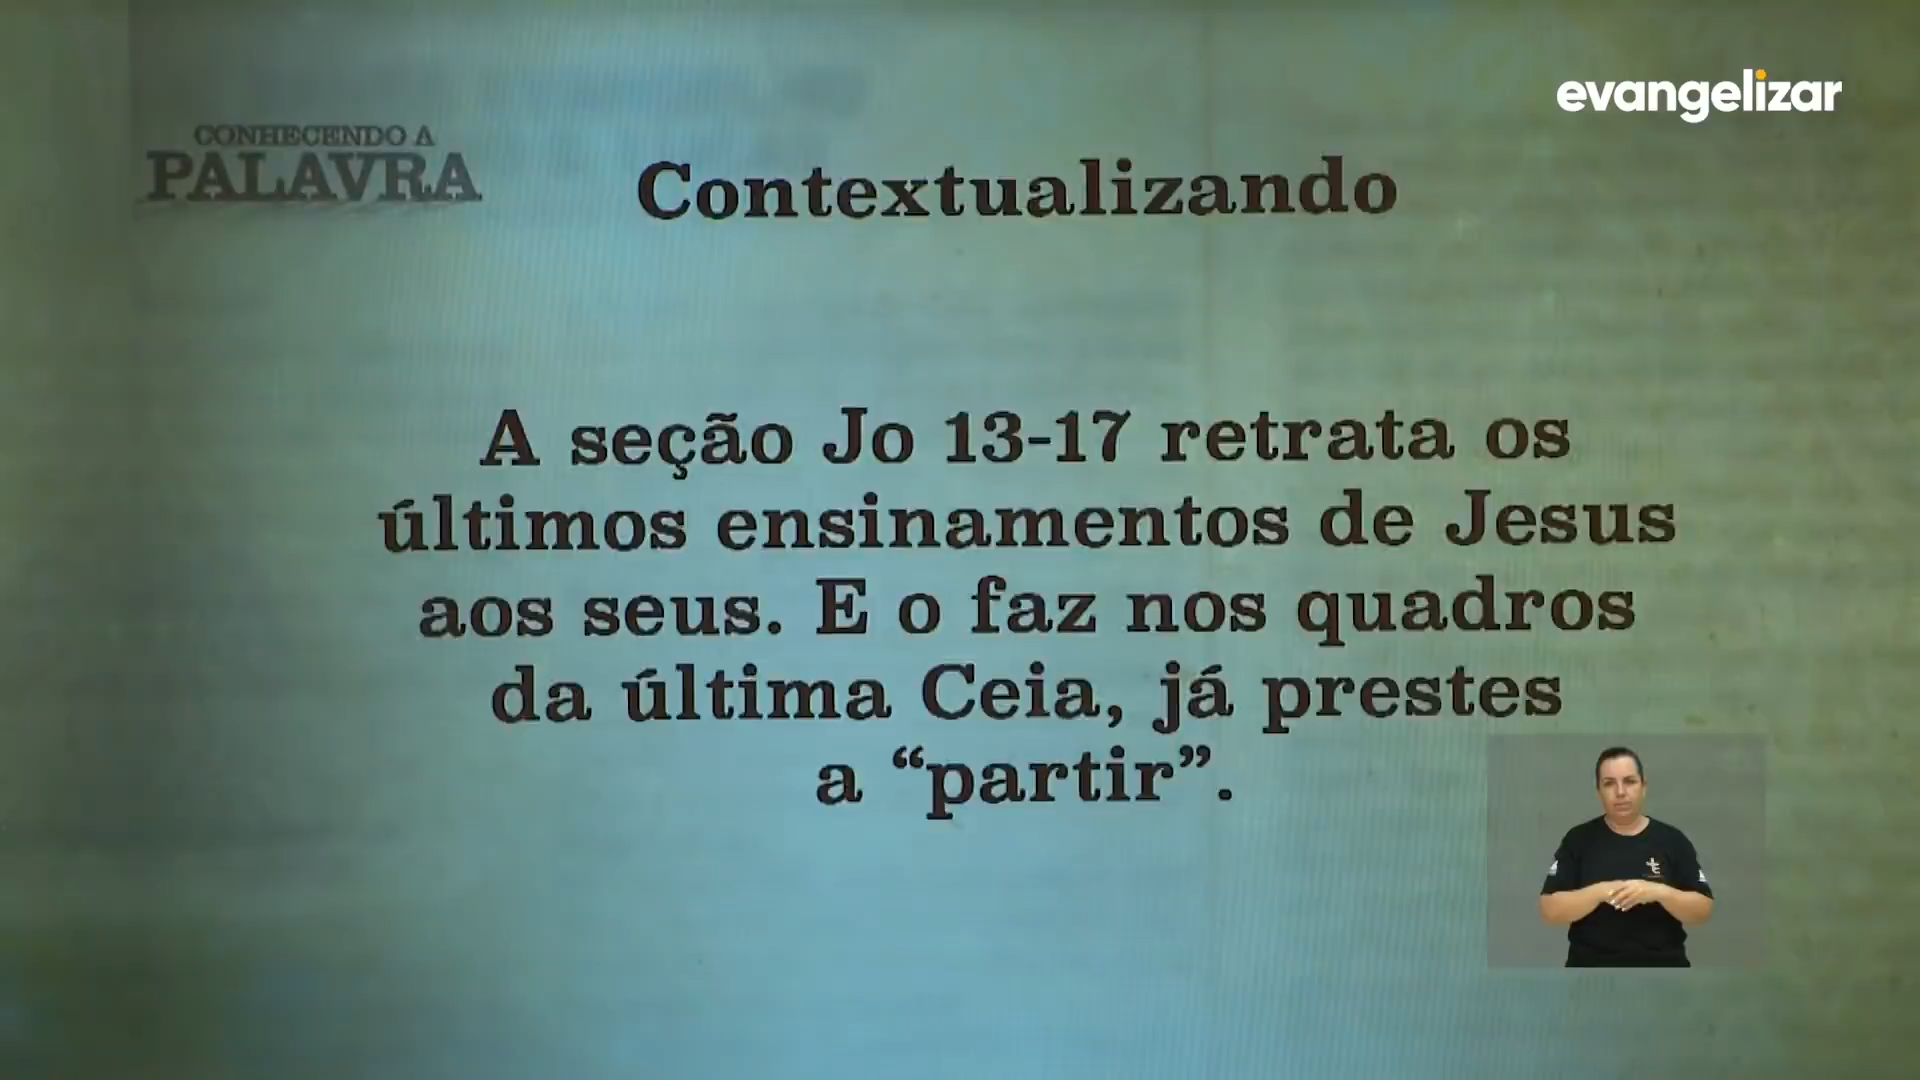 evangelizar
CONHECENDO A
PALAVRA
Contextualizando
A seção Jo 13-17 retrata os
últimos ensinamentos de Jesus
aos seus. E o faz nos quadros
da última Ceia, já prestes
a “partir”.